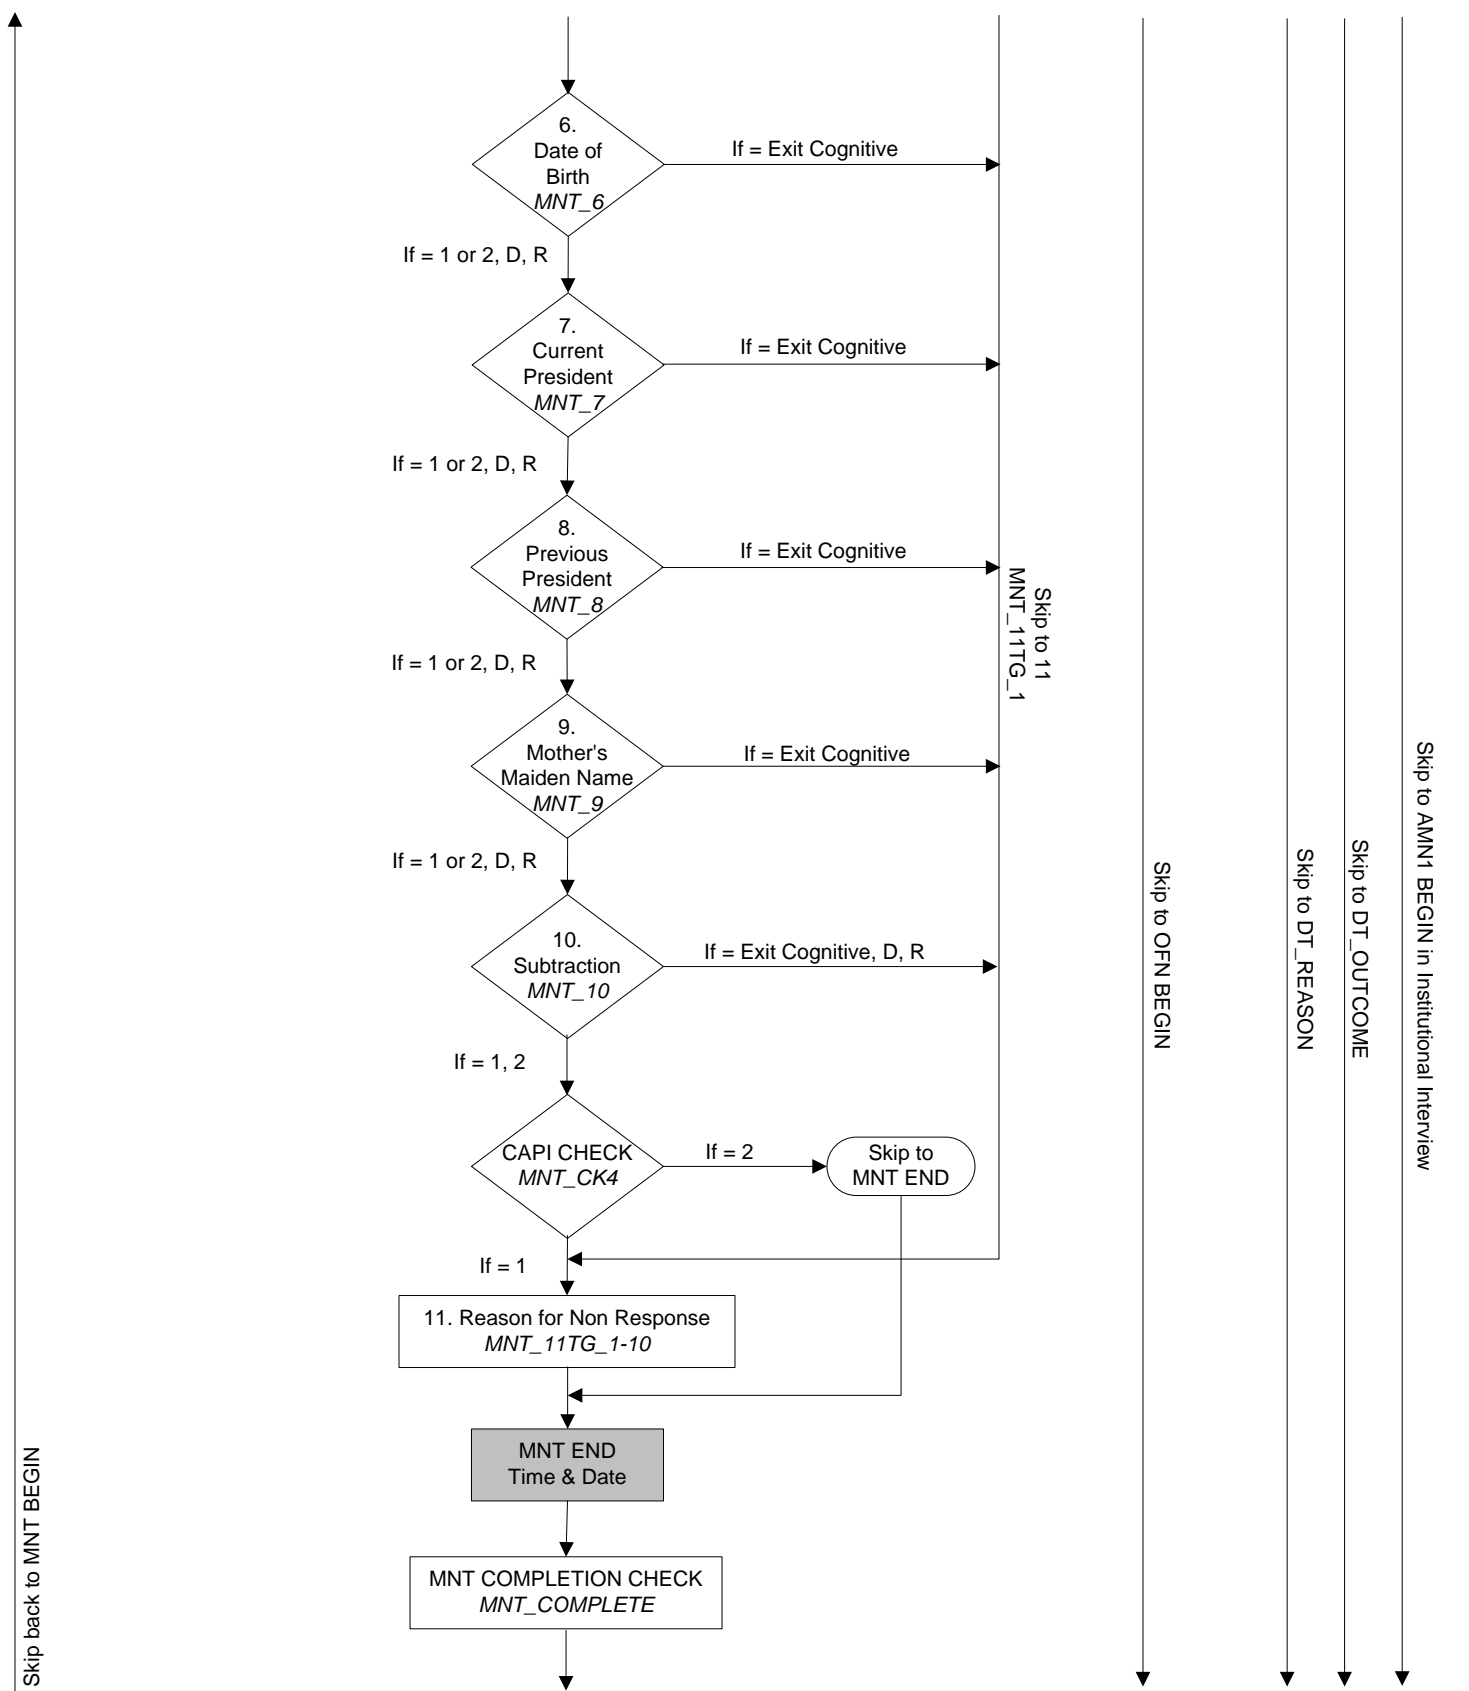 6.
Date of
Birth
MNT_6
If = Exit Cognitive
If = 1 or 2, D, R
7.
Current
President
MNT_7
If = Exit Cognitive
If = 1 or 2, D, R
8.
Previous
President
MNT_8
If = Exit Cognitive
Skip to 11
MNT_11TG_1
If = 1 or 2, D, R
9.
Mother's
Maiden Name
MNT_9
If = Exit Cognitive
If = 1 or 2, D, R
10.
Subtraction
MNT_10
If = Exit Cognitive, D, R
If = 1, 2
CAPI CHECK
MNT_CK4
If = 2
Skip to
MNT END
If = 1
11. Reason for Non Response
MNT_11TG_1-10
MNT END
Time & Date
MNT COMPLETION CHECK
MNT_COMPLETE
Skip back to MNT BEGIN
Skip to OFN BEGIN
Skip to DT_REASON
Skip to DT_OUTCOME
Skip to AMN1 BEGIN in Institutional Interview